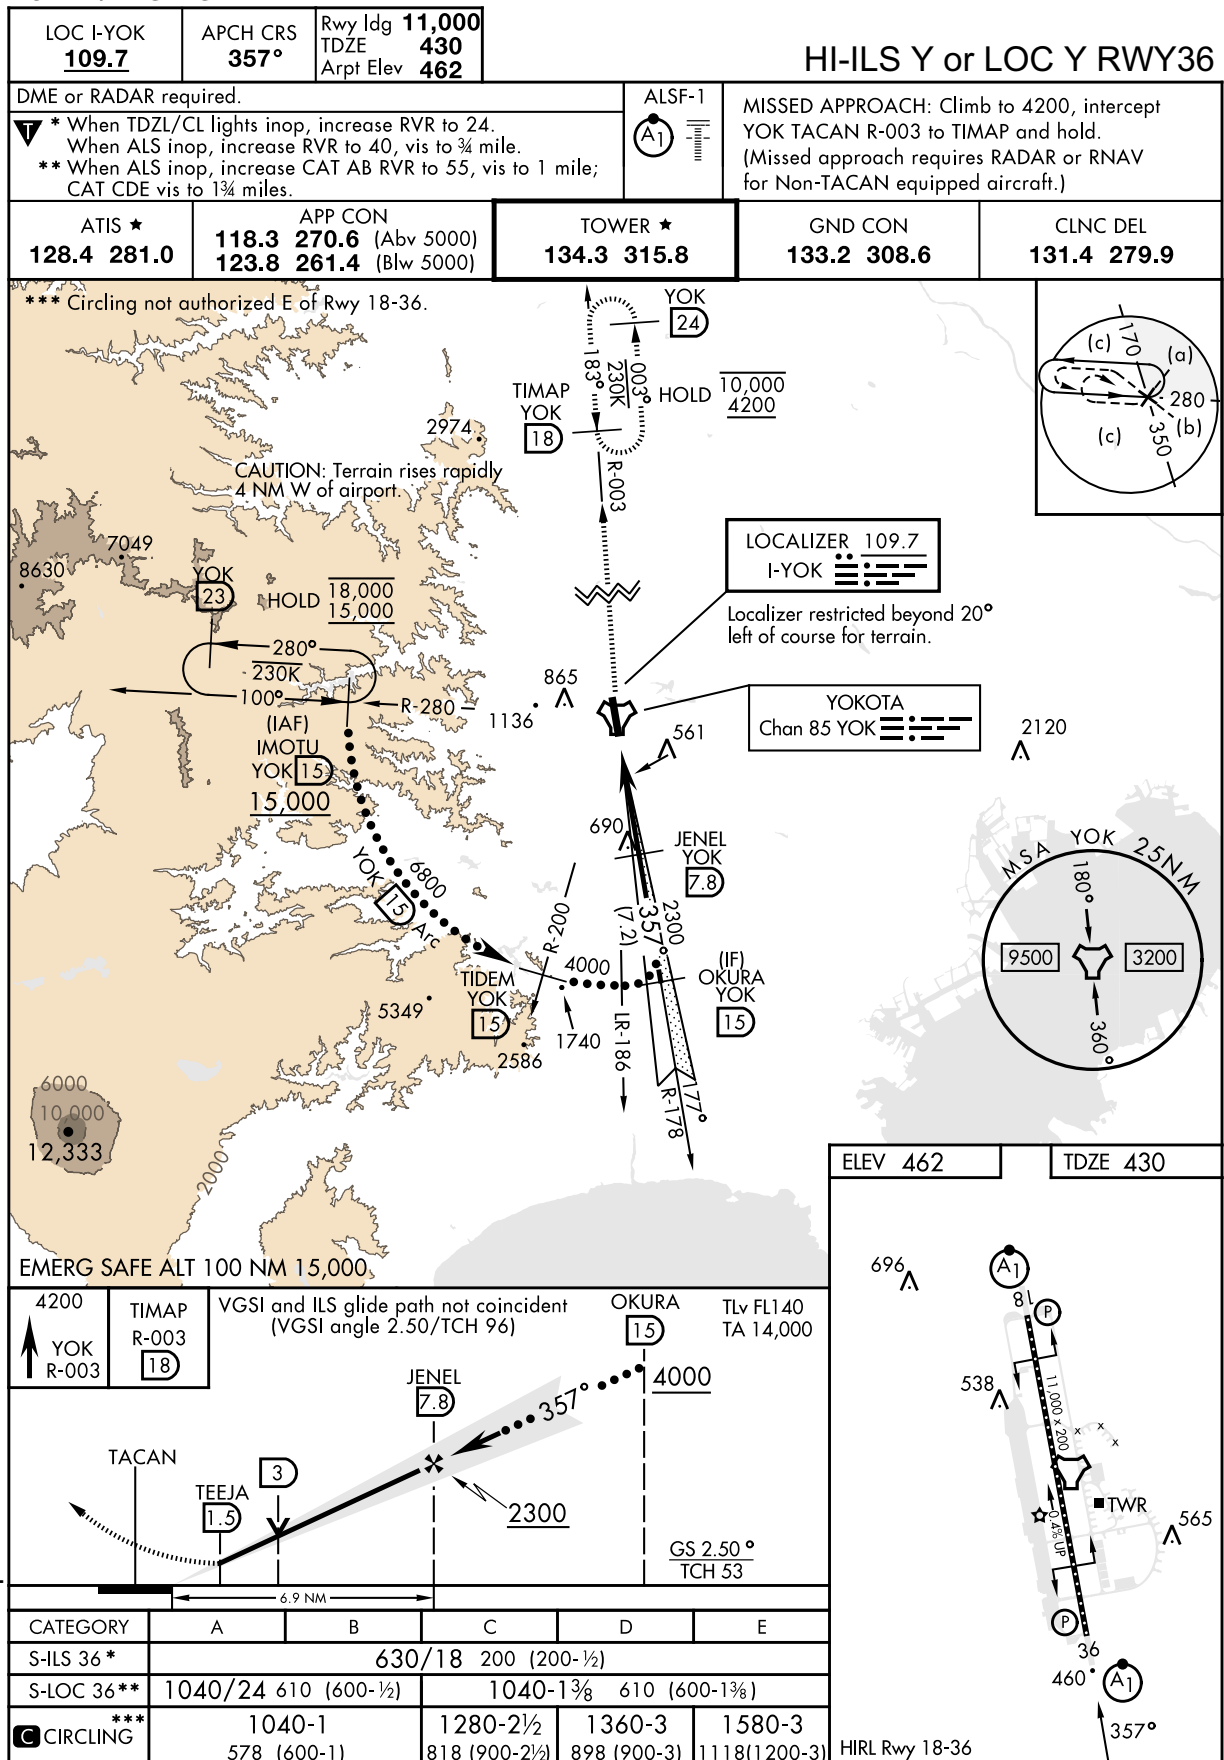 LOC I-YOK
109.7
APCH CRS
357°
Rwy ldg 11,000
TDZE 430
Arpt Elev 462
HI-ILS Y or LOC Y RWY36
DME or RADAR required.
T * When TDZL/CL lights inop, increase RVR to 24.
When ALS inop, increase RVR to 40, vis to ¾ mile.
** When ALS inop, increase CAT AB RVR to 55, vis to 1 mile;
CAT CDE vis to 1¾ miles.
ALSF-1
A1
MISSED APPROACH: Climb to 4200, intercept
YOK TACAN R-003 to TIMAP and hold.
(Missed approach requires RADAR or RNAV
for Non-TACAN equipped aircraft.)
ATIS ★
128.4 281.0
APP CON
118.3 270.6 (Abv 5000)
123.8 261.4 (Blw 5000)
TOWER ★
134.3 315.8
GND CON
133.2 308.6
CLNC DEL
131.4 279.9
*** Circling not authorized E of Rwy 18-36.
YOK
24
183°
230K
003°
HOLD 10,000
4200
TIMAP
YOK
18
R-003
170
(c)
(a)
280
(b)
(c)
350
2974
CAUTION: Terrain rises rapidly
4 NM W of airport.
7049
8630
YOK
23
HOLD 18,000
15,000
280°
230K
100°
R-280
LOCALIZER 109.7
I-YOK
Localizer restricted beyond 20°
left of course for terrain.
865
1136
YOKOTA
Chan 85 YOK
561
2120
(IAF)
IMOTU
YOK 15
15,000
690
JENEL
YOK
7.8
6800
YOK 15 Arc
R-200
(7.2)
357°
2300
MSA YOK 25NM
180°
9500
3200
360°
TIDEM
YOK
15
4000
(IF)
OKURA
YOK
15
5349
1740
2586
LR-186
R-178
177°
6000
10,000
12,333
2000
EMERG SAFE ALT 100 NM 15,000
ELEV 462
TDZE 430
696
A1
18
P
538
11,000 x 200
x
x
x
TWR
0.4% UP
565
P
36
460
A1
357°
HIRL Rwy 18-36
4200
YOK
R-003
TIMAP
R-003
18
VGSI and ILS glide path not coincident
(VGSI angle 2.50/TCH 96)
OKURA
15
TLv FL140
TA 14,000
JENEL
7.8
357°
4000
TACAN
TEEJA
1.5
3
2300
GS 2.50°
TCH 53
6.9 NM
CATEGORY A B C D E
S-ILS 36* 630/18 200 (200-½)
S-LOC 36** 1040/24 610 (600-½) 1040-1⅜ 610 (600-1⅜)
C CIRCLING *** 1040-1 1280-2½ 1360-3 1580-3
578 (600-1) 818 (900-2½) 898 (900-3) 1118(1200-3)